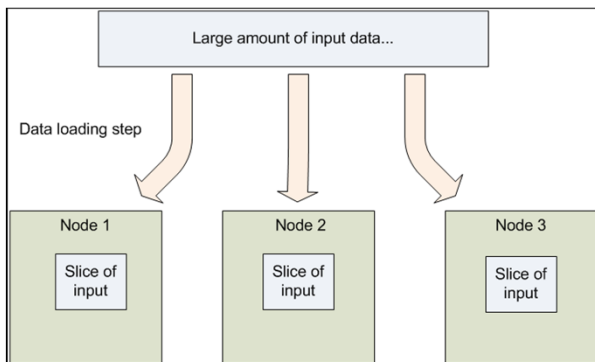 Large amount of input data...
Data loading step
Node 1
Node 2
Node 3
Slice of
input
Slice of
input
Slice of
input